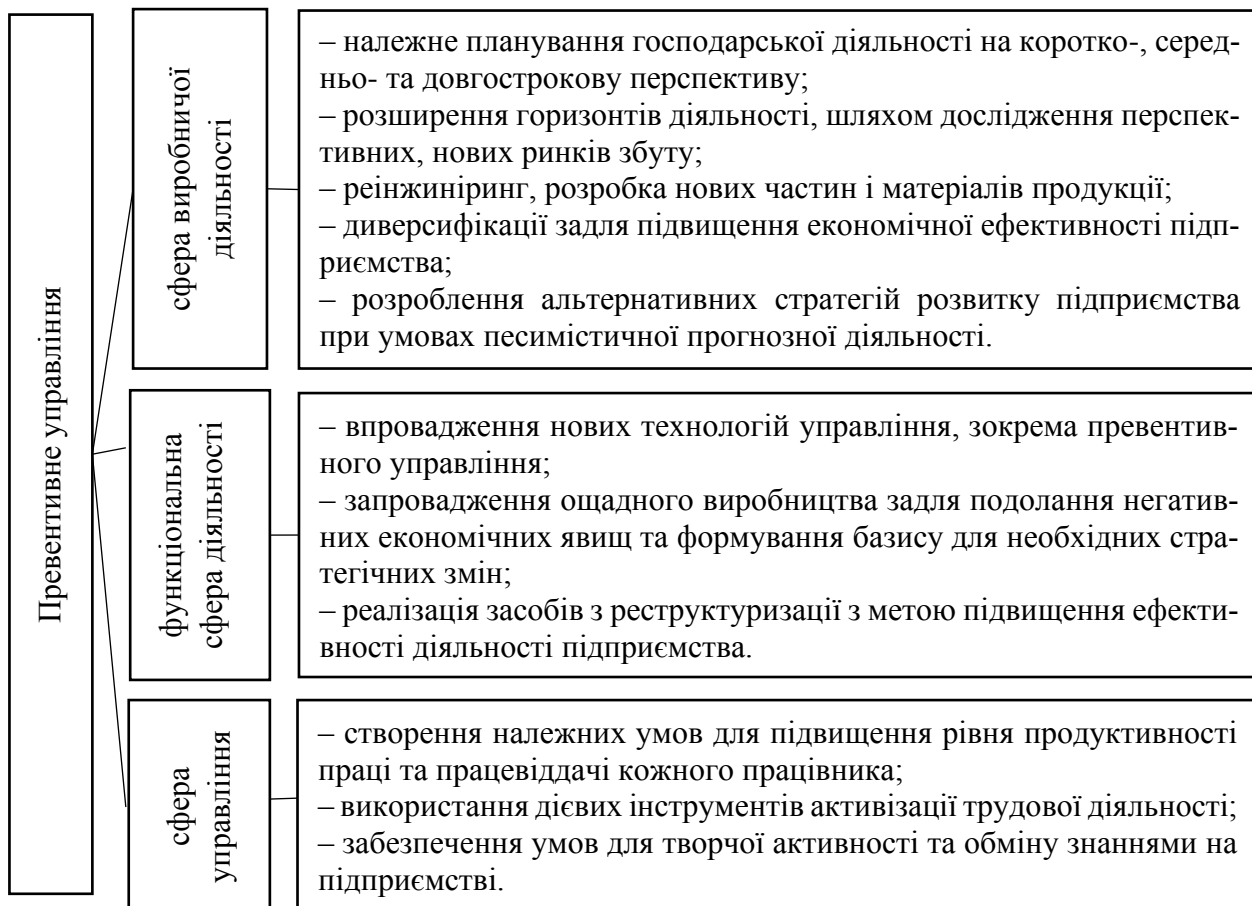 Превентивне управління
сфера виробничої
діяльності
– належне планування господарської діяльності на коротко-, серед-
ньо- та довгострокову перспективу;
– розширення горизонтів діяльності, шляхом дослідження перспек-
тивних, нових ринків збуту;
– реінжиніринг, розробка нових частин і матеріалів продукції;
– диверсифікації задля підвищення економічної ефективності підп-
риємства;
– розроблення альтернативних стратегій розвитку підприємства
при умовах песимістичної прогнозної діяльності.
функціональна
сфера діяльності
– впровадження нових технологій управління, зокрема превентив-
ного управління;
– запровадження ощадного виробництва задля подолання негатив-
них економічних явищ та формування базису для необхідних стра-
тегічних змін;
– реалізація засобів з реструктуризації з метою підвищення ефекти-
вності діяльності підприємства.
сфера
управління
– створення належних умов для підвищення рівня продуктивності
праці та працевіддачі кожного працівника;
– використання дієвих інструментів активізації трудової діяльності;
– забезпечення умов для творчої активності та обміну знаннями на
підприємстві.